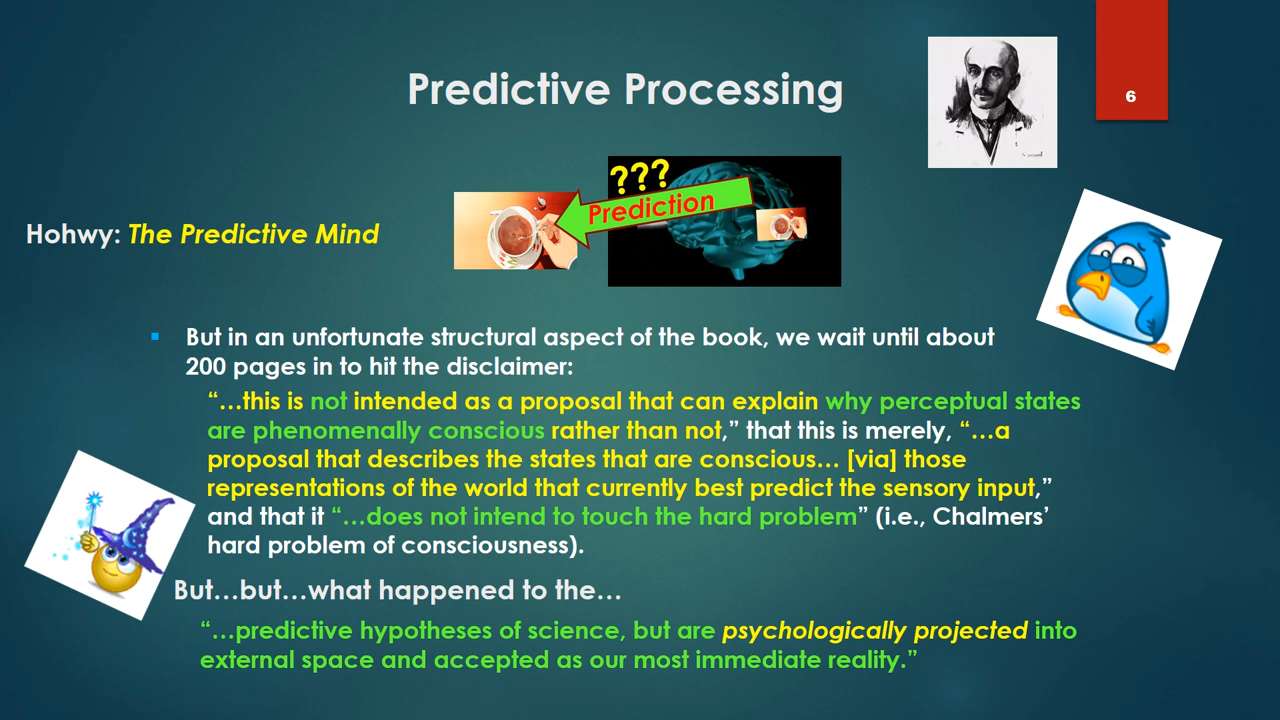 Predictive Processing
6
???
Prediction
Hohwy: The Predictive Mind
But in an unfortunate structural aspect of the book, we wait until about
200 pages in to hit the disclaimer:
“…this is not intended as a proposal that can explain why perceptual states
are phenomenally conscious rather than not,” that this is merely, “…a
proposal that describes the states that are conscious… [via] those
representations of the world that currently best predict the sensory input,”
and that it “…does not intend to touch the hard problem” (i.e., Chalmers’
hard problem of consciousness).
But…but…what happened to the…
“…predictive hypotheses of science, but are psychologically projected into
external space and accepted as our most immediate reality.”